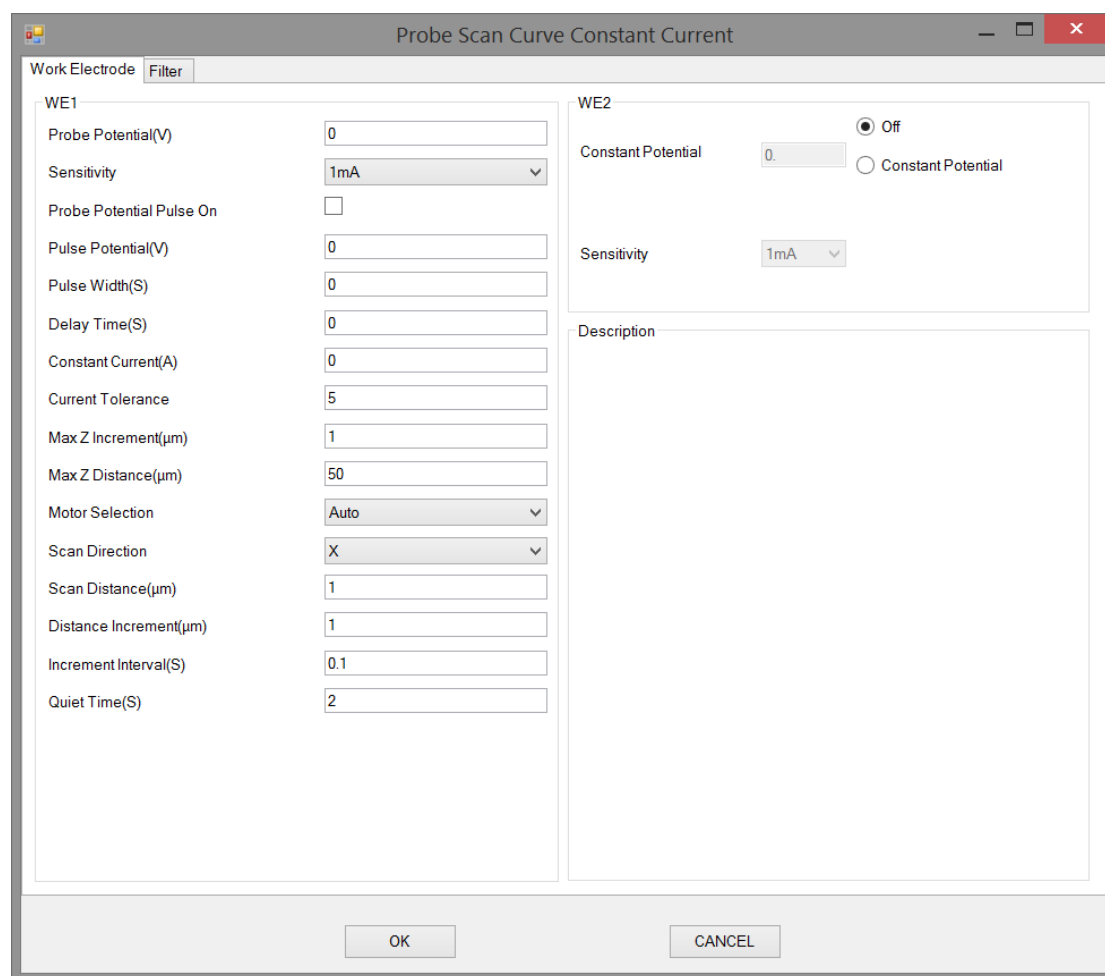 Probe Scan Curve Constant Current
Work Electrode Filter
WE1
Probe Potential(V) 0
Sensitivity 1mA
Probe Potential Pulse On
Pulse Potential(V) 0
Pulse Width(S) 0
Delay Time(S) 0
Constant Current(A) 0
Current Tolerance 5
Max Z Increment(µm) 1
Max Z Distance(µm) 50
Motor Selection Auto
Scan Direction X
Scan Distance(µm) 1
Distance Increment(µm) 1
Increment Interval(S) 0.1
Quiet Time(S) 2
WE2
Off
Constant Potential 0.
Constant Potential
Sensitivity 1mA
Description
OK CANCEL